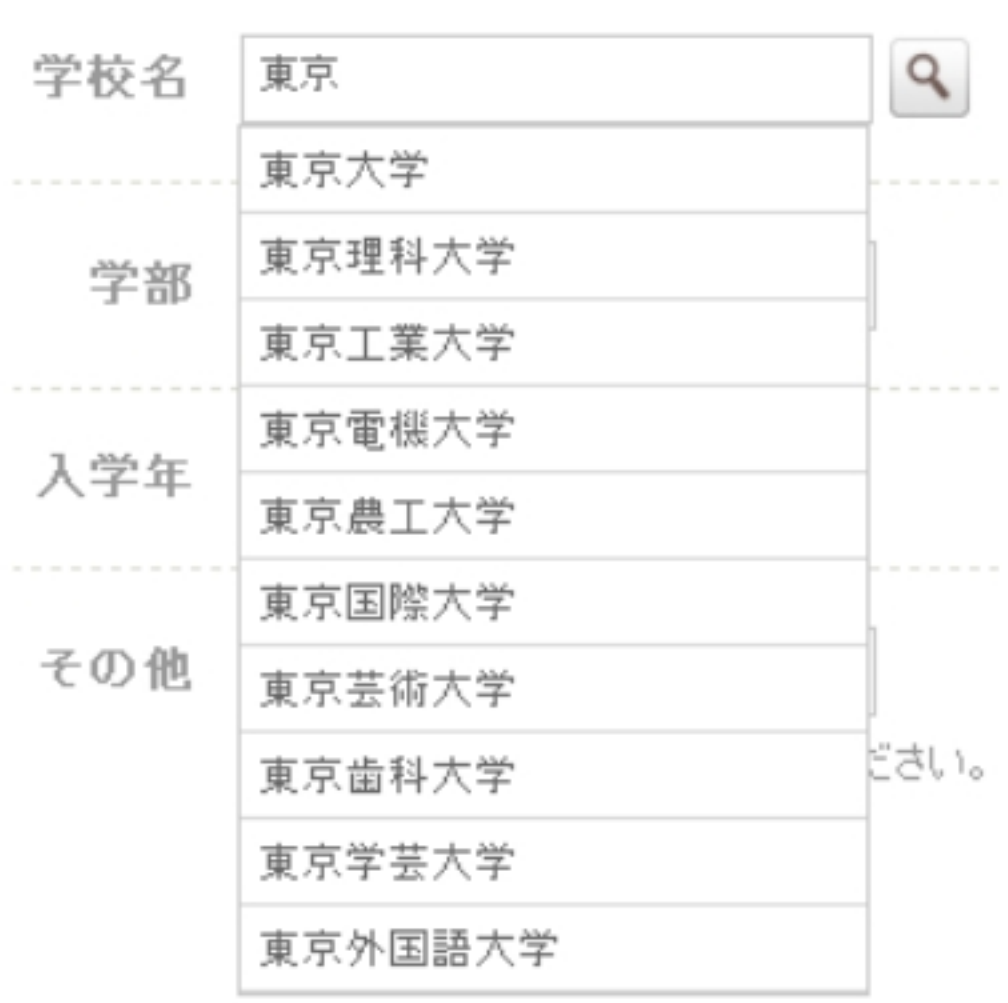 学校名 東京
東京大学
東京理科大学
学部
東京工業大学
東京電機大学
入学年
東京農工大学
東京国際大学
その他
東京芸術大学
東京歯科大学
ださい。
東京学芸大学
東京外国語大学